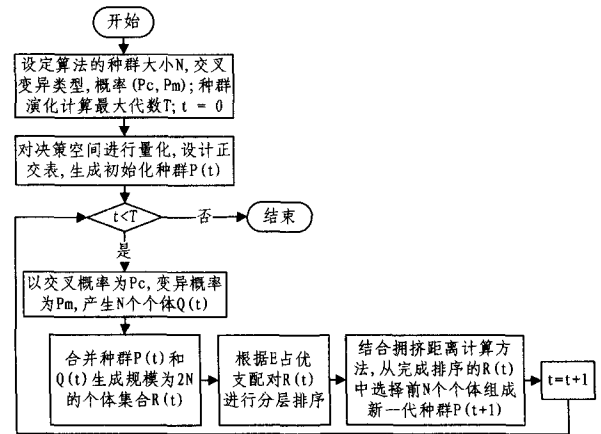 开始
设定算法的种群大小N,交叉
变异类型,概率(Pc,Pm);种群
演化计算最大代数T;t = 0
对决策空间进行量化,设计正
交表,生成初始化种群P(t)
t<T
否
结束
是
以交叉概率为Pc,变异概率
为Pm,产生N个个体Q(t)
合并种群P(t)和
Q(t)生成规模为2N
的个体集合R(t)
根据E占优
支配对R(t)
进行分层排序
结合拥挤距离计算方
法,从完成排序的R(t)
中选择前N个个体组成
新一代种群P(t+1)
t=t+1